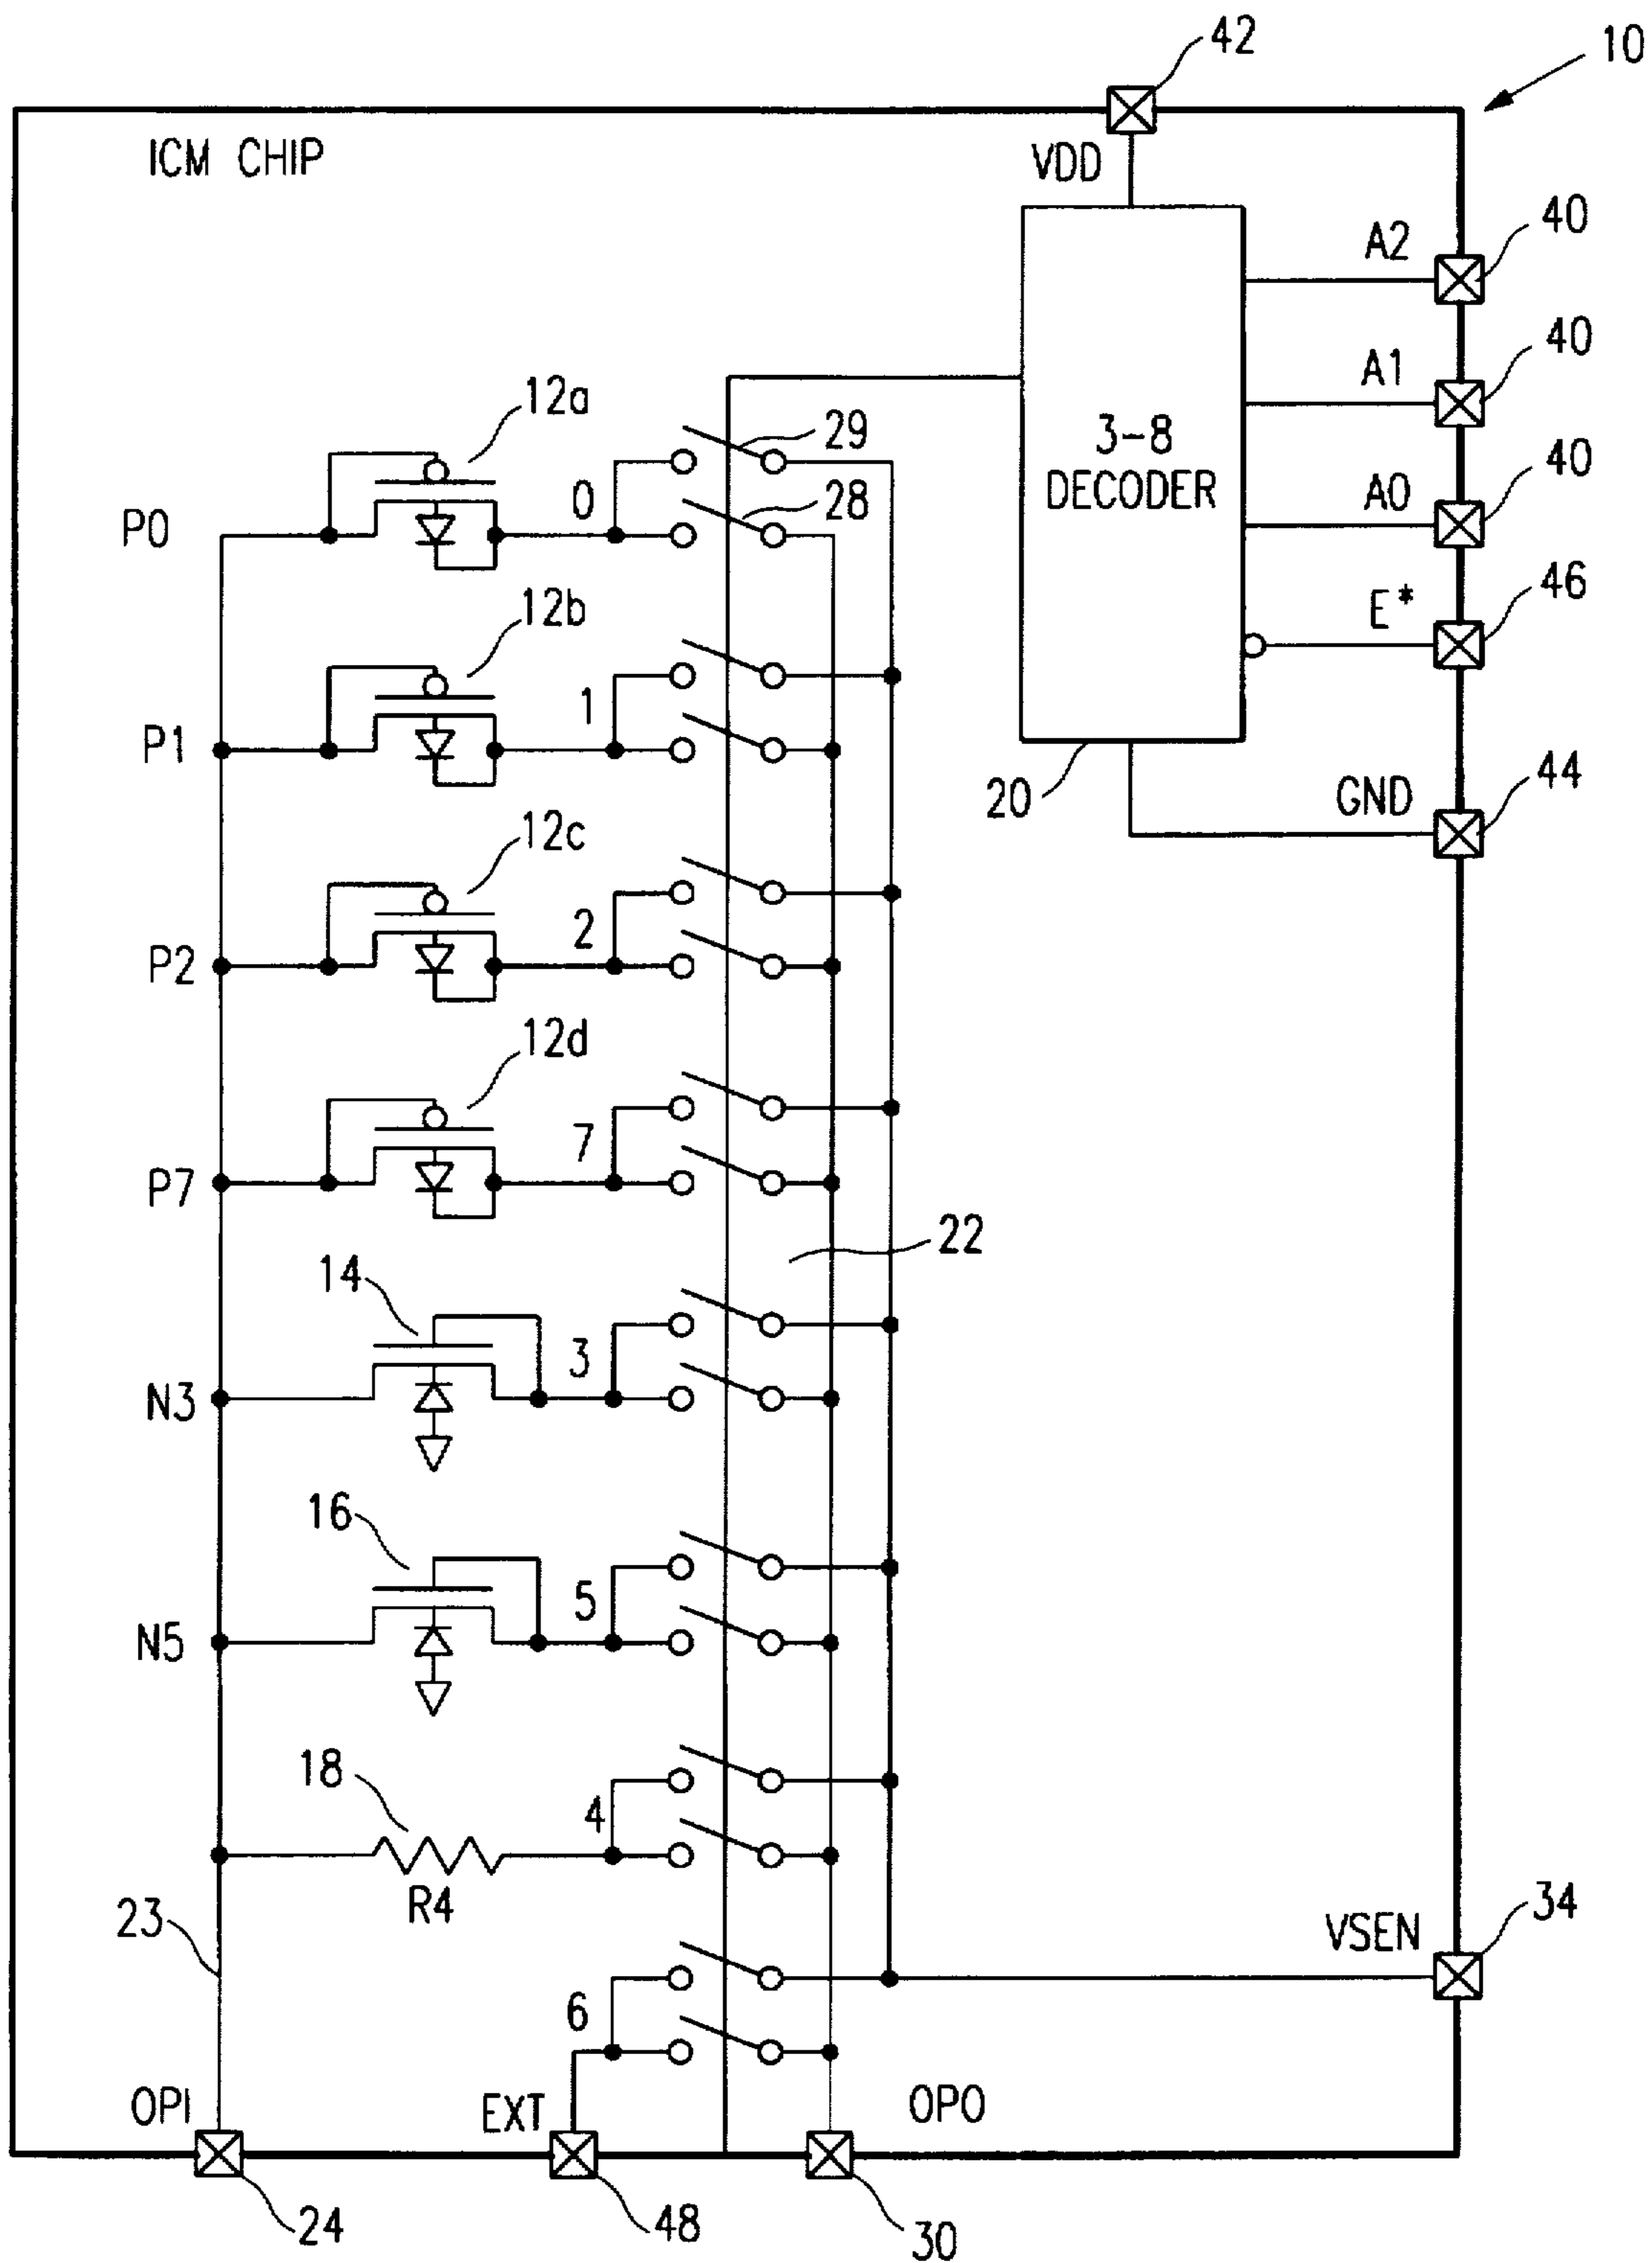 42
10
ICM CHIP
VDD
A2
40
A1
40
3-8
DECODER
A0
40
E*
46
20
GND
44
12a
29
P0
0
28
12b
P1
1
12c
P2
2
12d
P7
7
22
14
N3
3
16
N5
5
18
4
R4
23
VSEN
34
6
OPI
EXT
OPO
24
48
30